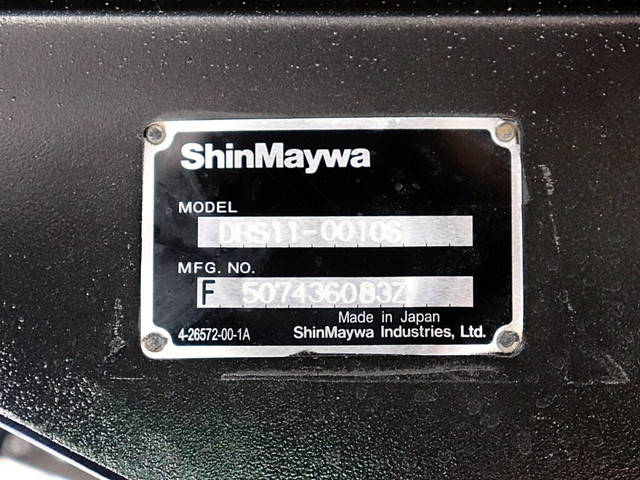 ShinMaywa
MODEL
DRS11-0010S
MFG. NO.
F 507436083Z
Made in Japan
4-26572-00-1A ShinMaywa Industries, Ltd.